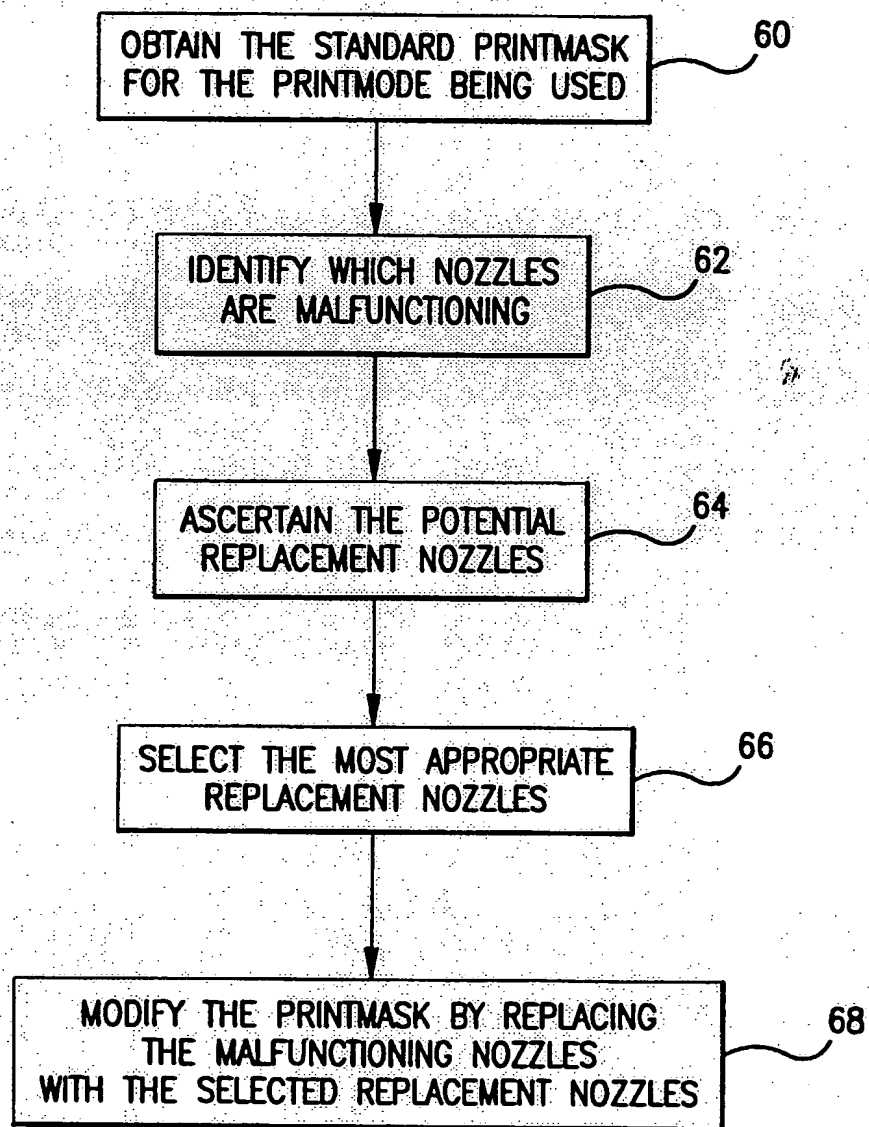 OBTAIN THE STANDARD PRINTMASK
FOR THE PRINTMODE BEING USED
60
IDENTIFY WHICH NOZZLES
ARE MALFUNCTIONING
62
ASCERTAIN THE POTENTIAL
REPLACEMENT NOZZLES
64
SELECT THE MOST APPROPRIATE
REPLACEMENT NOZZLES
66
MODIFY THE PRINTMASK BY REPLACING
THE MALFUNCTIONING NOZZLES
WITH THE SELECTED REPLACEMENT NOZZLES
68